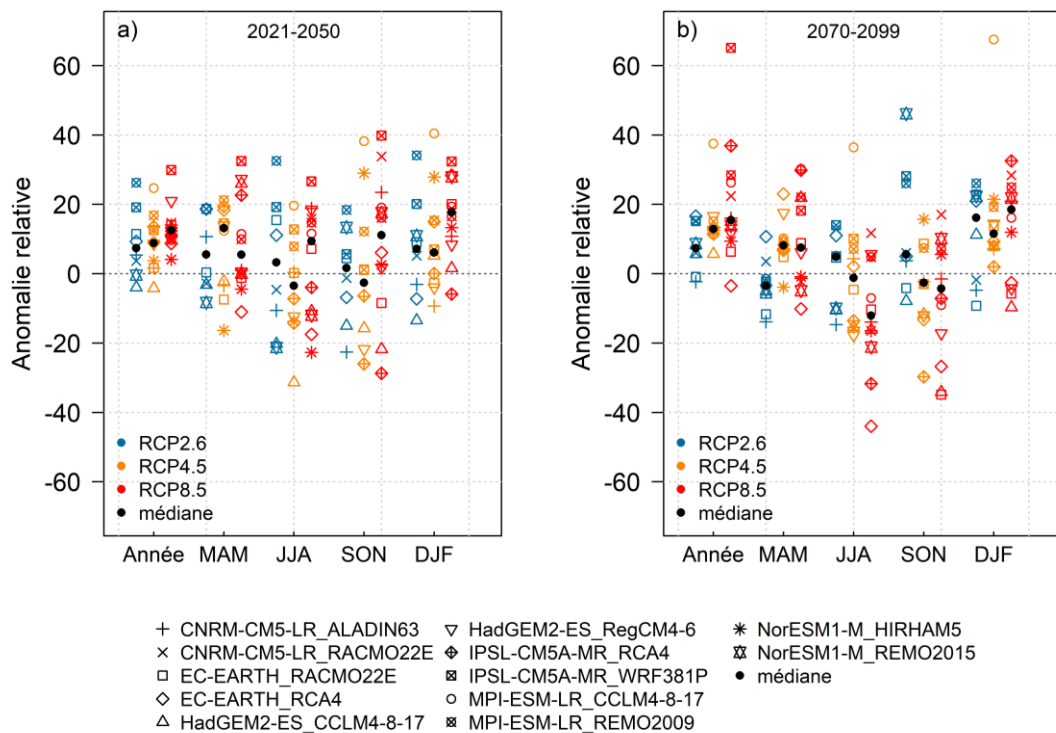 a) 2021-2050
b) 2070-2099
Anomalie relative
60
40
20
0
-20
-40
-60
RCP2.6
RCP4.5
RCP8.5
médiane
Année MAM JJA SON DJF
Anomalie relative
60
40
20
0
-20
-40
-60
RCP2.6
RCP4.5
RCP8.5
médiane
Année MAM JJA SON DJF
CNRM-CM5-LR_ALADIN63
CNRM-CM5-LR_RACMO22E
EC-EARTH_RACMO22E
EC-EARTH_RCA4
HadGEM2-ES_CCLM4-8-17
HadGEM2-ES_RegCM4-6
IPSL-CM5A-MR_RCA4
IPSL-CM5A-MR_WRF381P
MPI-ESM-LR_CCLM4-8-17
MPI-ESM-LR_REMO2009
NorESM1-M_HIRHAM5
NorESM1-M_REMO2015
médiane